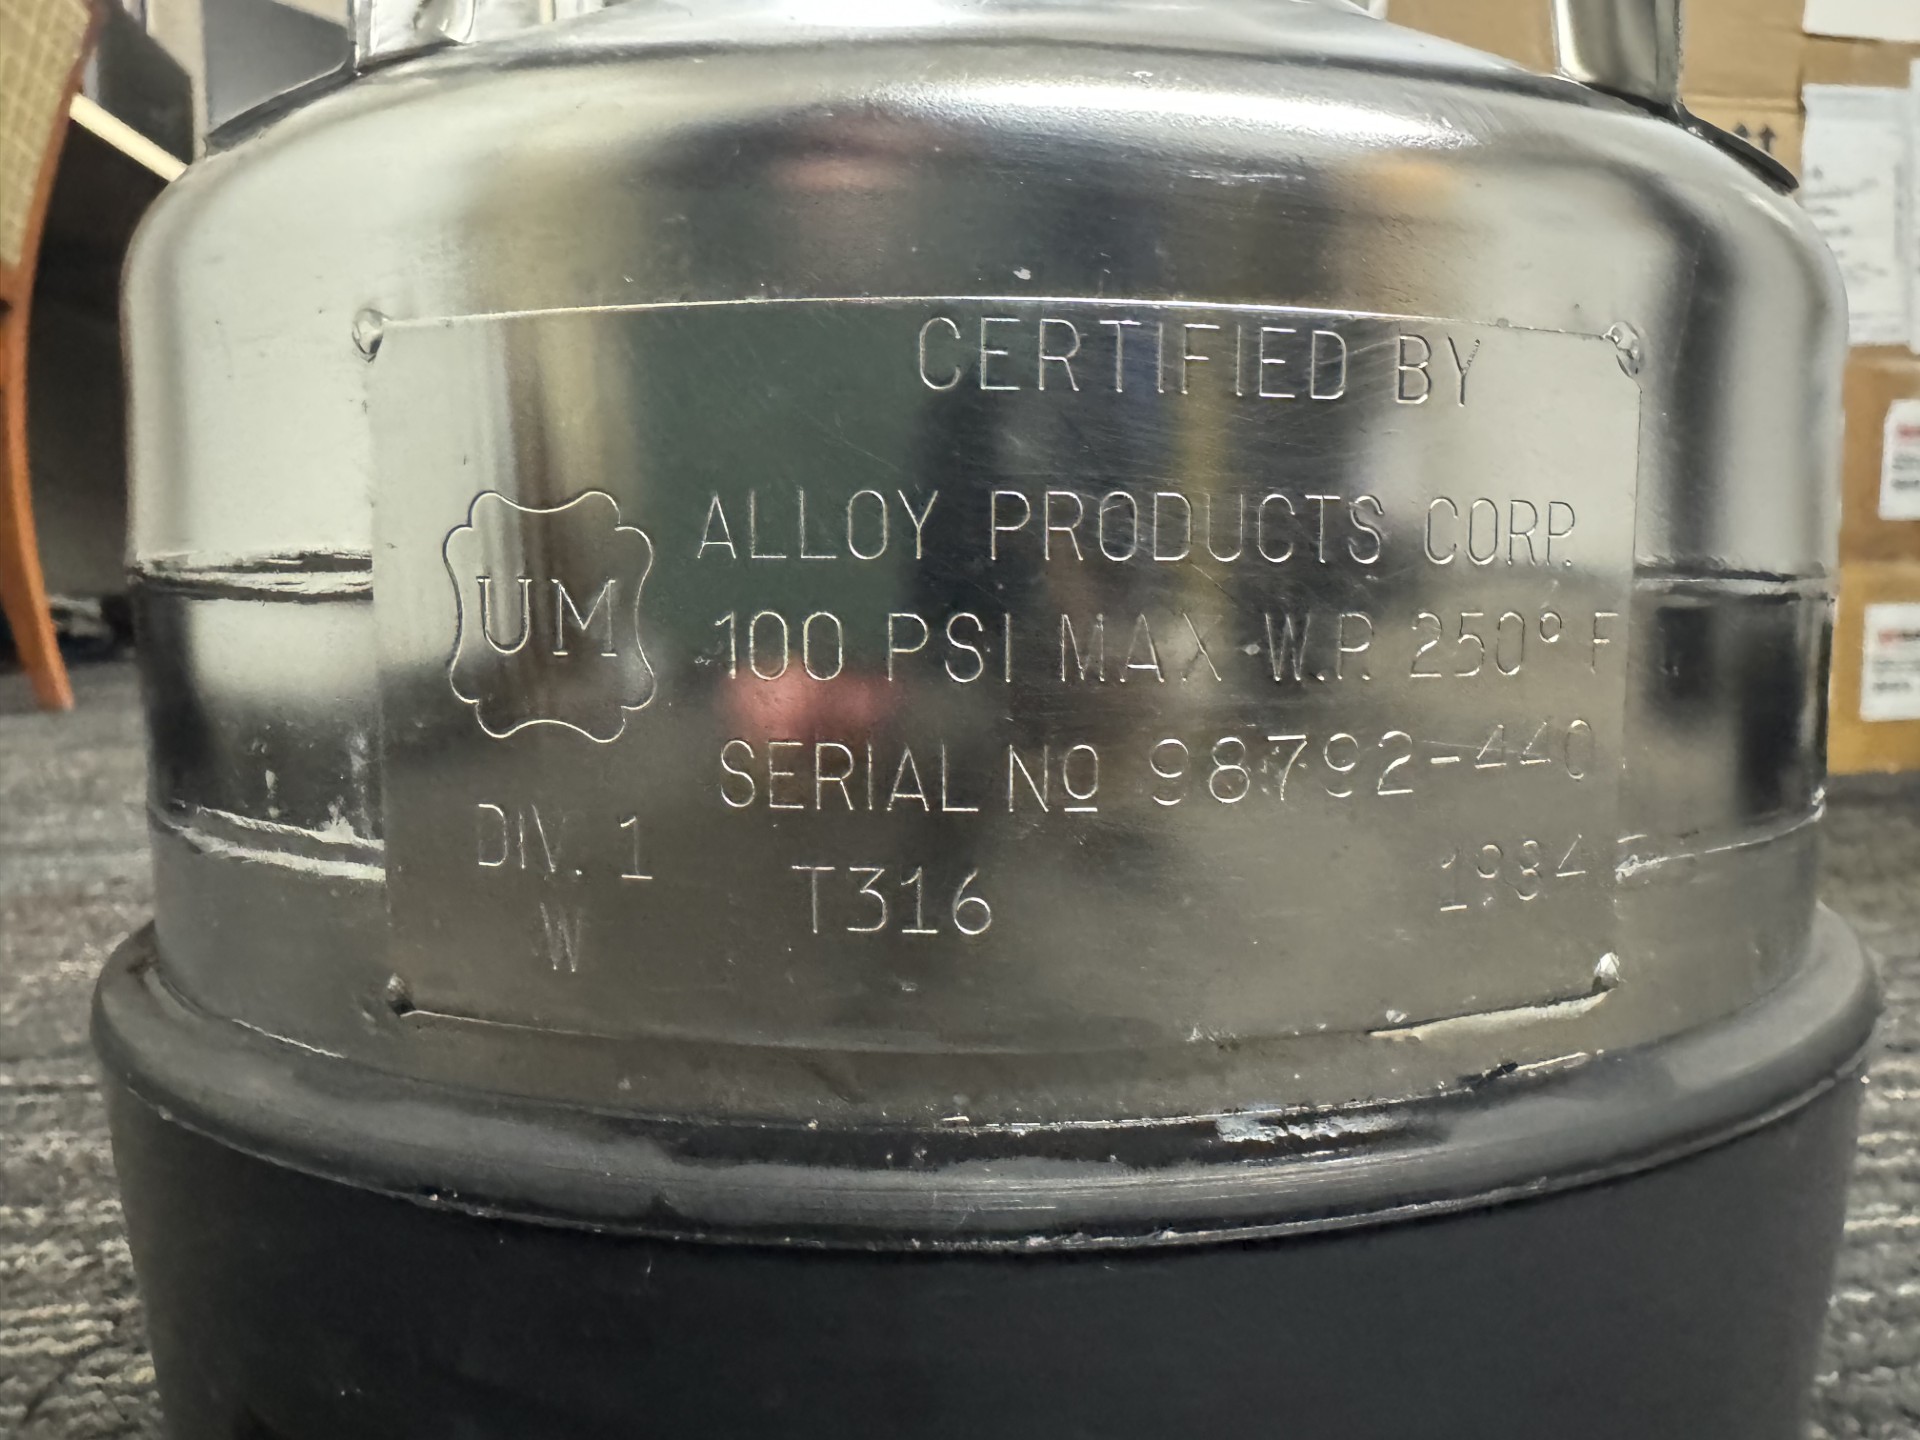 CERTIFIED BY
UM
ALLOY PRODUCTS CORP.
100 PSI MAX W.P. 250° F
SERIAL Nº 98792-440
DIV. 1
W
T316
1984